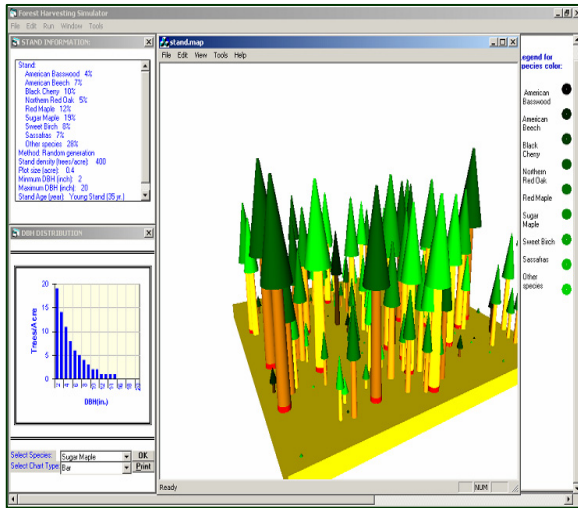 Forest Harvesting Simulator
File Edit Run Window Tools
STAND INFORMATION:
Stand:
American Basswood 4%
American Beech 7%
Black Cherry 10%
Northern Red Oak 5%
Red Maple 12%
Sugar Maple 19%
Sweet Birch 8%
Sassafras 7%
Other species 28%
Method: Random generation
Stand density (trees/acre) 400
Plot size (acre) 0.4
Minimum DBH (inch): 2
Maximum DBH (inch): 20
Stand Age (year) Young Stand (35 yr.)
DBH DISTRIBUTION
20
15
10
5
0
Trees/Acre
DBH(in.)
Select Species: Sugar Maple OK
Select Chart Type Bar Print
stand.map
File Edit View Tools Help
Ready NUM
Legend for
species color:
American
Basswood
American
Beech
Black
Cherry
Northern
Red Oak
Red Maple
Sugar
Maple
Sweet Birch
Sassafras
Other
species